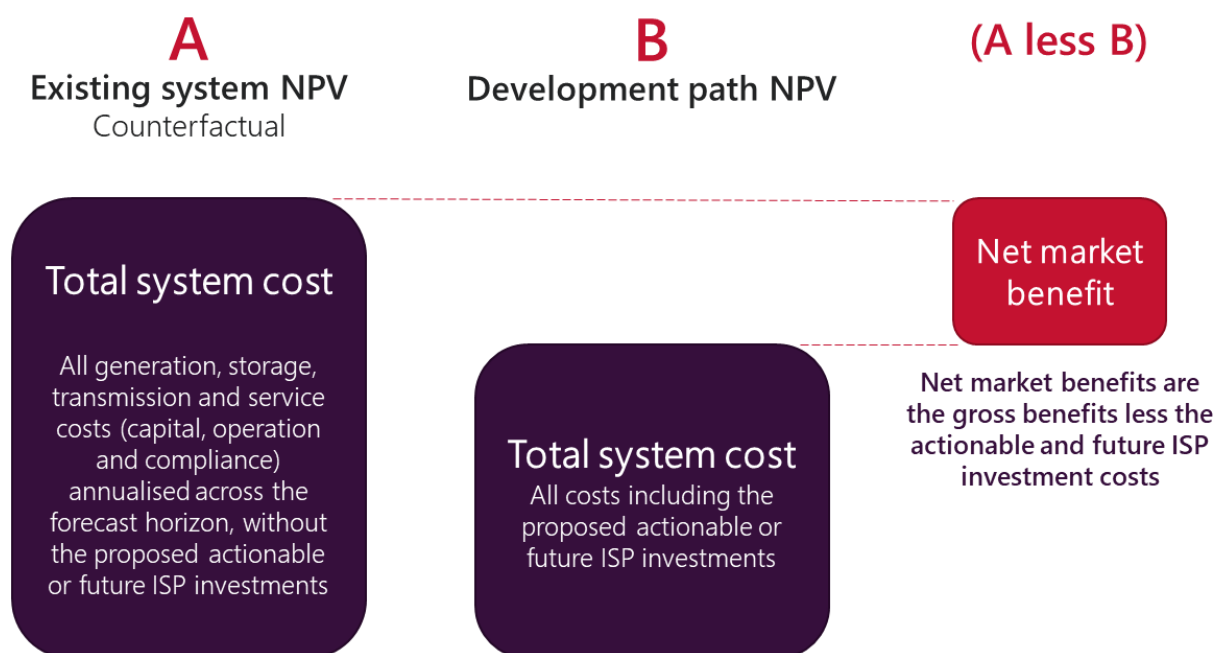 A
Existing system NPV
Counterfactual
B
Development path NPV
(A less B)
Total system cost
All generation, storage,
transmission and service
costs (capital, operation
and compliance)
annualised across the
forecast horizon, without
the proposed actionable
or future ISP investments
Total system cost
All costs including the
proposed actionable or
future ISP investments
Net market
benefit
Net market benefits are
the gross benefits less the
actionable and future ISP
investment costs